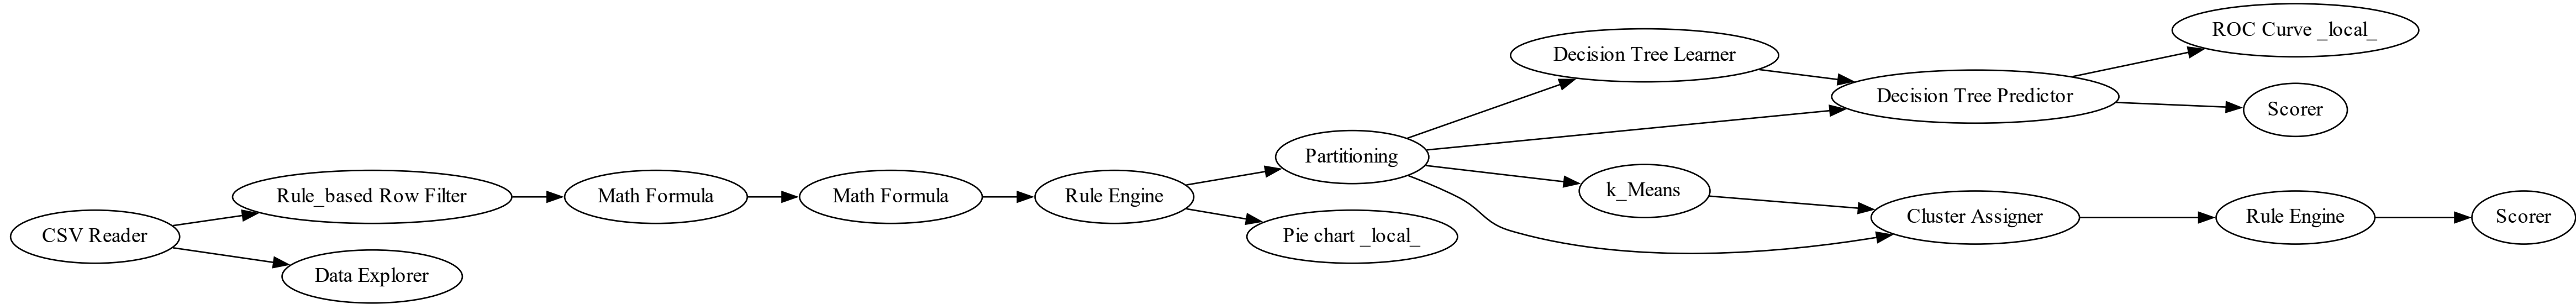 CSV Reader
Rule_based Row Filter
Data Explorer
Math Formula
Math Formula
Rule Engine
Partitioning
Pie chart _local_
Decision Tree Learner
k_Means
Decision Tree Predictor
Cluster Assigner
ROC Curve _local_
Scorer
Rule Engine
Scorer